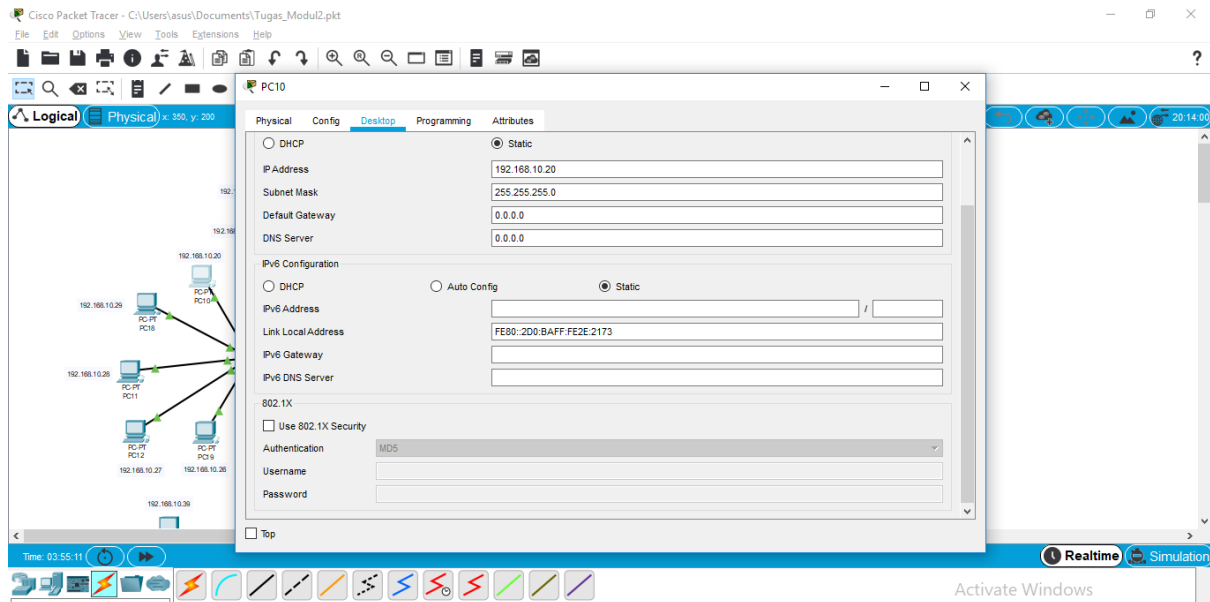 Cisco Packet Tracer - C:\Users\asus\Documents\Tugas_Modul2.pkt
File Edit Options View Tools Extensions Help
?
PC10
Logical Physical x: 350, y: 200
20:14:00
Physical Config Desktop Programming Attributes
DHCP Static
IP Address 192.168.10.20
Subnet Mask 255.255.255.0
Default Gateway 0.0.0.0
DNS Server 0.0.0.0
IPv6 Configuration
DHCP Auto Config Static
IPv6 Address /
Link Local Address FE80::2D0:BAFF:FE2E:2173
IPv6 Gateway
IPv6 DNS Server
802.1X
Use 802.1X Security
Authentication MD5
Username
Password
Top
192.
192.168
192.168.10.20
PC-PT
PC10
192.168.10.29
PC-PT
PC18
192.168.10.28
PC-PT
PC11
PC-PT
PC12
192.168.10.27
PC-PT
PC19
192.168.10.26
192.168.10.39
Time: 03:55:11
Realtime Simulation
Activate Windows